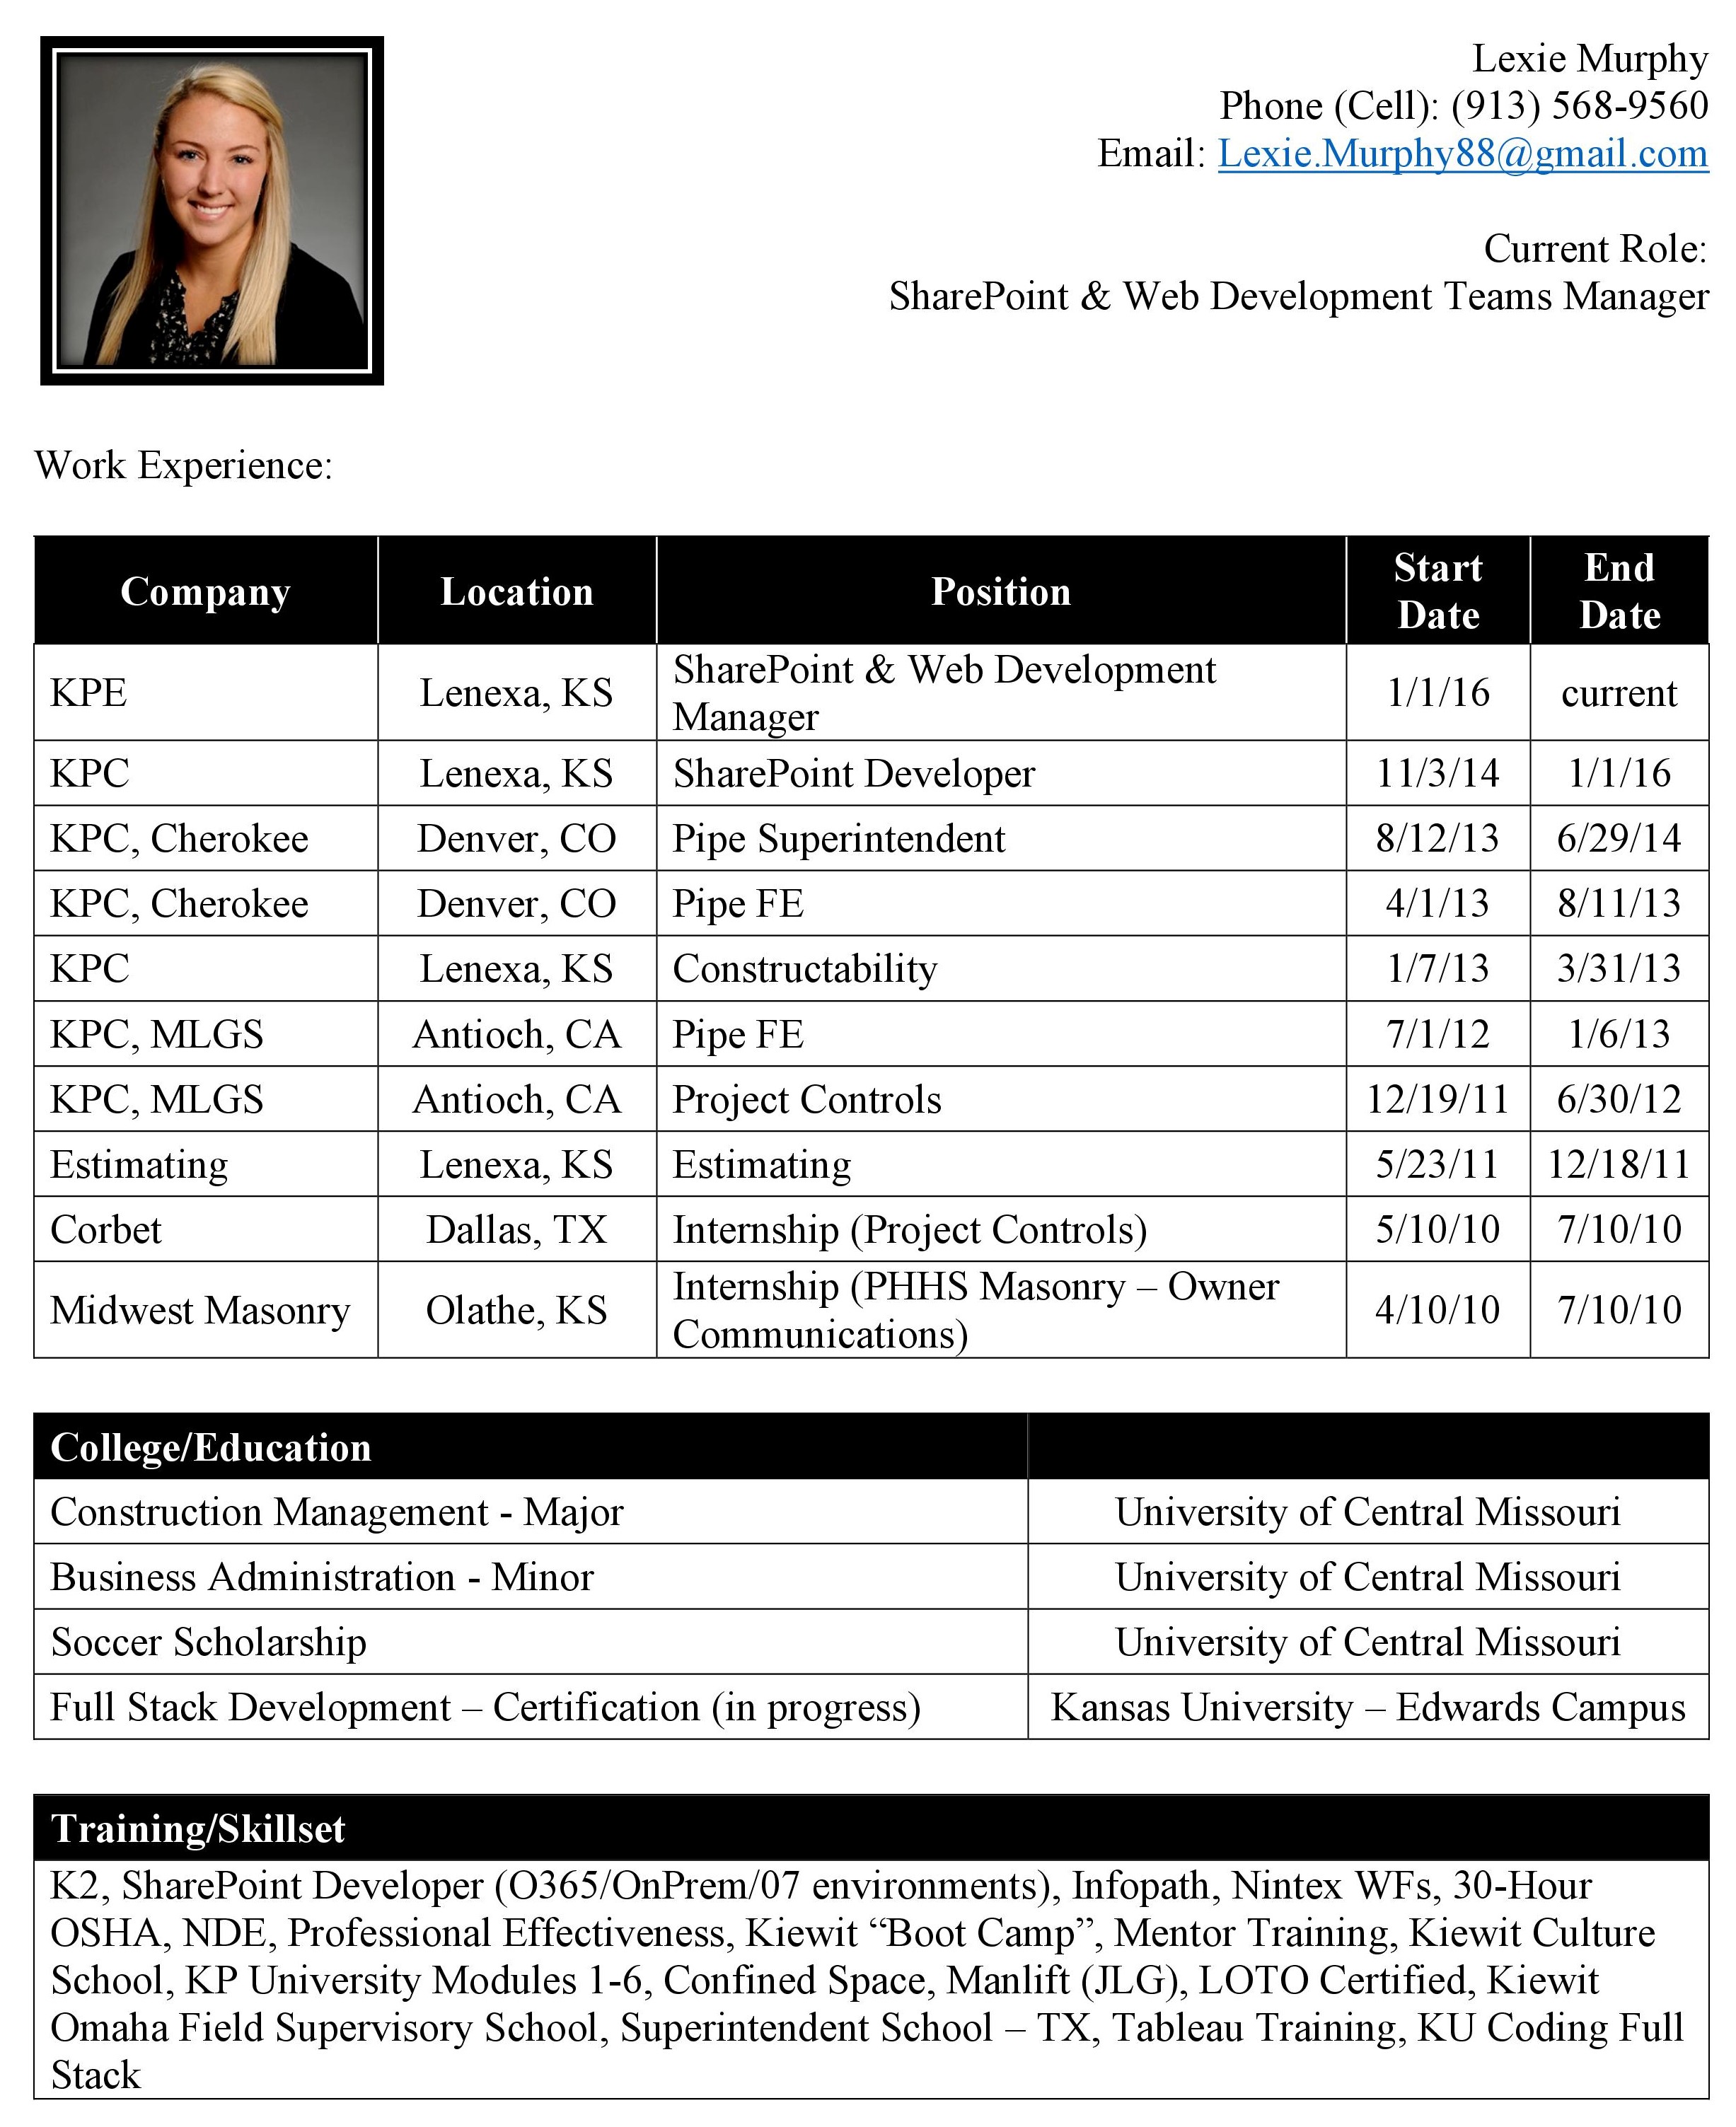 Lexie Murphy
Phone (Cell): (913) 568-9560
Email: Lexie.Murphy88@gmail.com
Current Role:
SharePoint & Web Development Teams Manager
Work Experience:
Company Location Position Start Date End Date
KPE Lenexa, KS SharePoint & Web Development Manager 1/1/16 current
KPC Lenexa, KS SharePoint Developer 11/3/14 1/1/16
KPC, Cherokee Denver, CO Pipe Superintendent 8/12/13 6/29/14
KPC, Cherokee Denver, CO Pipe FE 4/1/13 8/11/13
KPC Lenexa, KS Constructability 1/7/13 3/31/13
KPC, MLGS Antioch, CA Pipe FE 7/1/12 1/6/13
KPC, MLGS Antioch, CA Project Controls 12/19/11 6/30/12
Estimating Lenexa, KS Estimating 5/23/11 12/18/11
Corbet Dallas, TX Internship (Project Controls) 5/10/10 7/10/10
Midwest Masonry Olathe, KS Internship (PHHS Masonry – Owner Communications) 4/10/10 7/10/10
College/Education
Construction Management - Major University of Central Missouri
Business Administration - Minor University of Central Missouri
Soccer Scholarship University of Central Missouri
Full Stack Development – Certification (in progress) Kansas University – Edwards Campus
Training/Skillset
K2, SharePoint Developer (O365/OnPrem/07 environments), Infopath, Nintex WFs, 30-Hour
OSHA, NDE, Professional Effectiveness, Kiewit “Boot Camp”, Mentor Training, Kiewit Culture
School, KP University Modules 1-6, Confined Space, Manlift (JLG), LOTO Certified, Kiewit
Omaha Field Supervisory School, Superintendent School – TX, Tableau Training, KU Coding Full
Stack